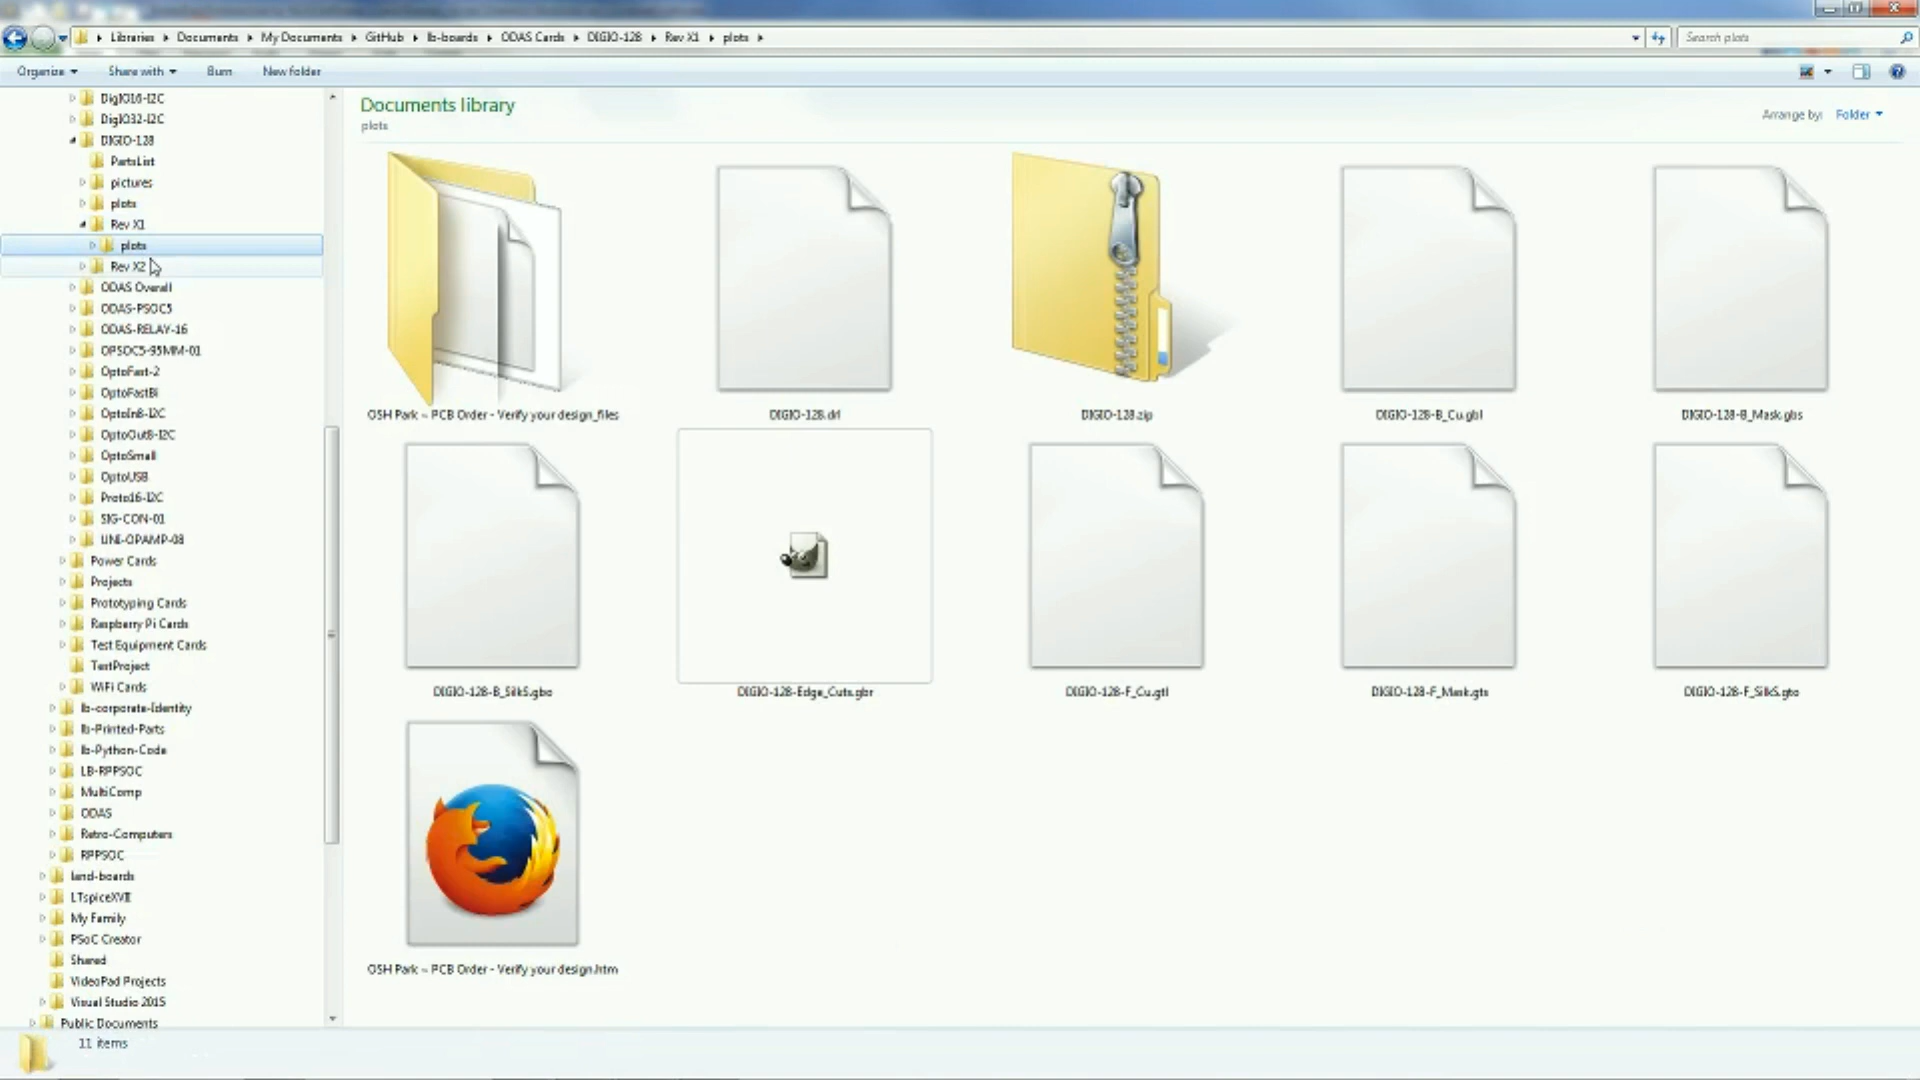 Libraries ▸ Documents ▸ My Documents ▸ GitHub ▸ lb-boards ▸ ODAS Cards ▸ DIGIO-128 ▸ Rev X1 ▸ plots ▸
Search plots
Organize Share with Burn New folder
DigIO16-I2C
DigIO32-I2C
DIGIO-128
PartsList
pictures
plots
Rev X1
plots
Rev X2
ODAS Overall
ODAS-PSOC5
ODAS-RELAY-16
OPSOC5-95MM-01
OptoFast-2
OptoFastBi
OptoIn8-I2C
OptoOut8-I2C
OptoSmall
OptoUSB
Proto16-I2C
SIG-CON-01
UNI-OPAMP-08
Power Cards
Projects
Prototyping Cards
Raspberry Pi Cards
Test Equipment Cards
TestProject
WiFi Cards
lb-corporate-Identity
lb-Printed-Parts
lb-Python-Code
LB-RPPSOC
MultiComp
ODAS
Retro-Computers
RPPSOC
land-boards
LTspiceXVII
My Family
PSoC Creator
Shared
VideoPad Projects
Visual Studio 2015
Public Documents
Documents library
plots
Arrange by: Folder
OSH Park ~ PCB Order - Verify your design_files
DIGIO-128.drl
DIGIO-128.zip
DIGIO-128-B_Cu.gbl
DIGIO-128-B_Mask.gbs
DIGIO-128-B_SilkS.gbo
DIGIO-128-Edge_Cuts.gbr
DIGIO-128-F_Cu.gtl
DIGIO-128-F_Mask.gts
DIGIO-128-F_SilkS.gto
OSH Park ~ PCB Order - Verify your design.htm
11 items